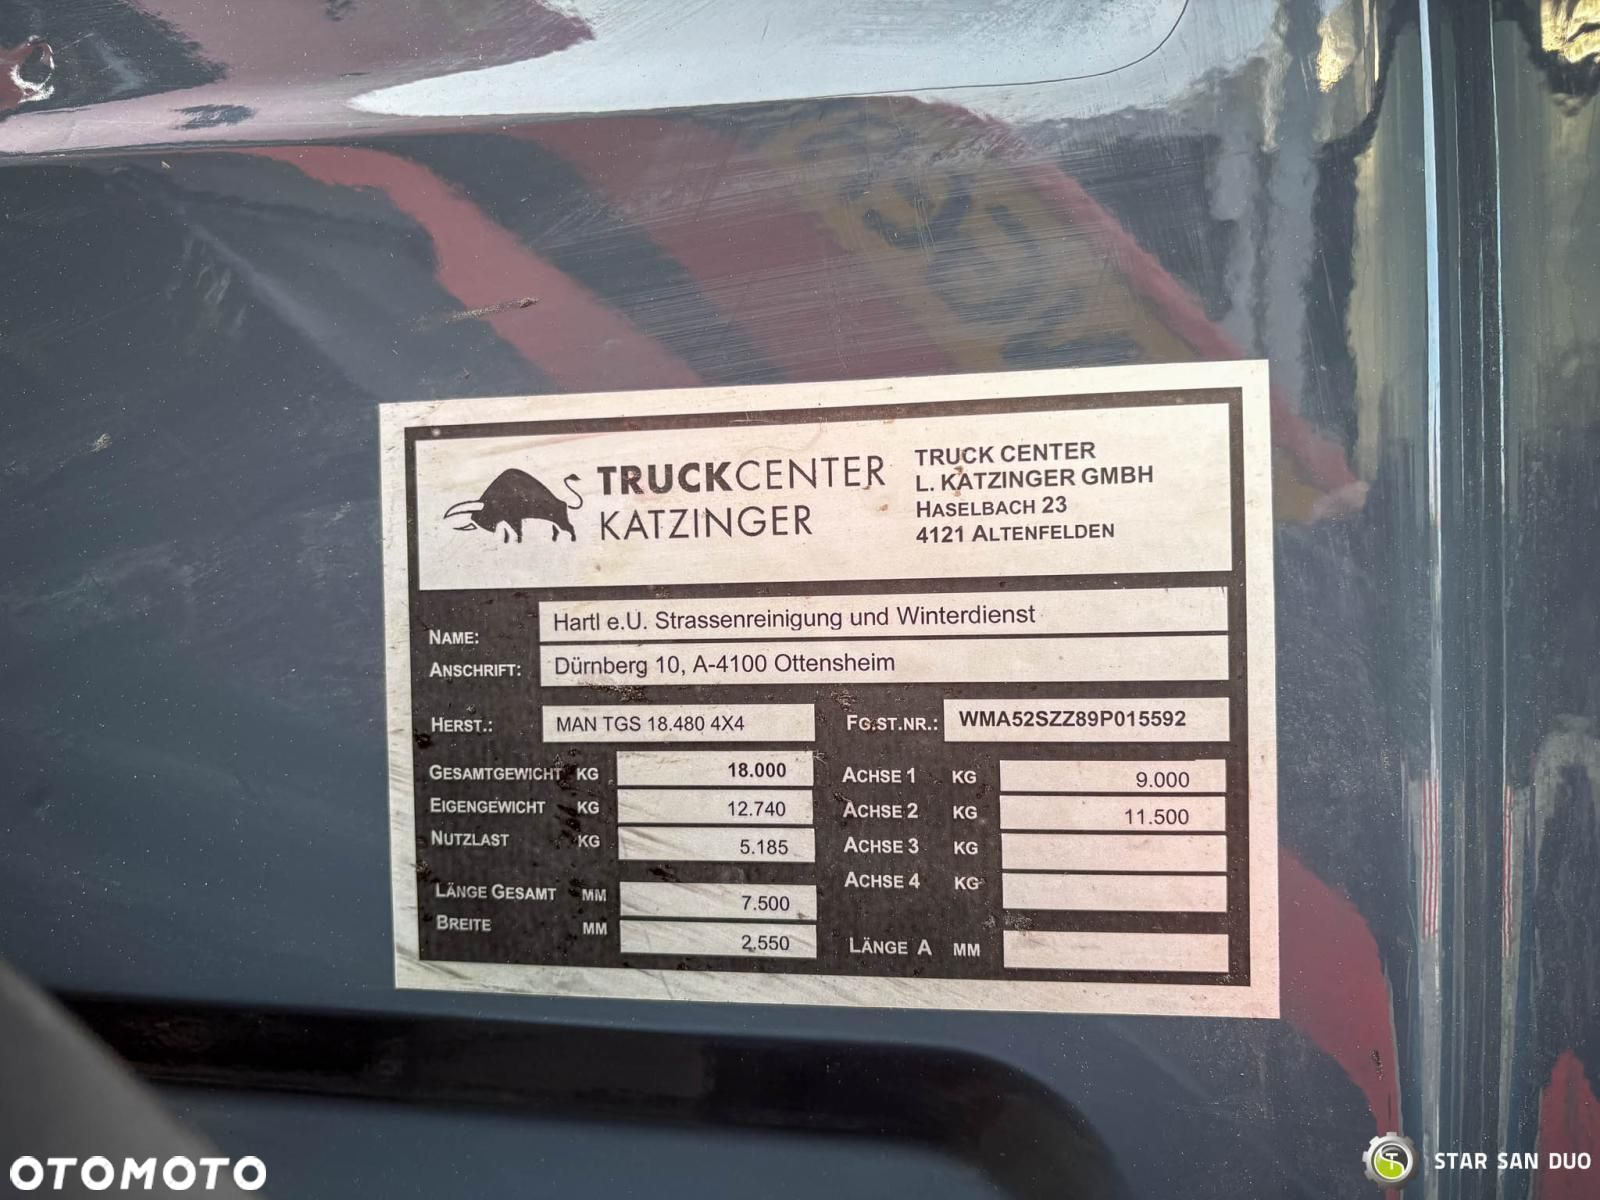 TRUCKCENTER
KATZINGER
TRUCK CENTER
L. KATZINGER GMBH
HASELBACH 23
4121 ALTENFELDEN
NAME: Hartl e.U. Strassenreinigung und Winterdienst
ANSCHRIFT: Dürnberg 10, A-4100 Ottensheim
HERST.: MAN TGS 18.480 4X4 FG.ST.NR.: WMA52SZZ89P015592
GESAMTGEWICHT KG 18.000 ACHSE 1 KG 9.000
EIGENGEWICHT KG 12.740 ACHSE 2 KG 11.500
NUTZLAST KG 5.185 ACHSE 3 KG
ACHSE 4 KG
LÄNGE GESAMT MM 7.500
BREITE MM 2.550 LÄNGE A MM
OTOMOTO
STAR SAN DUO